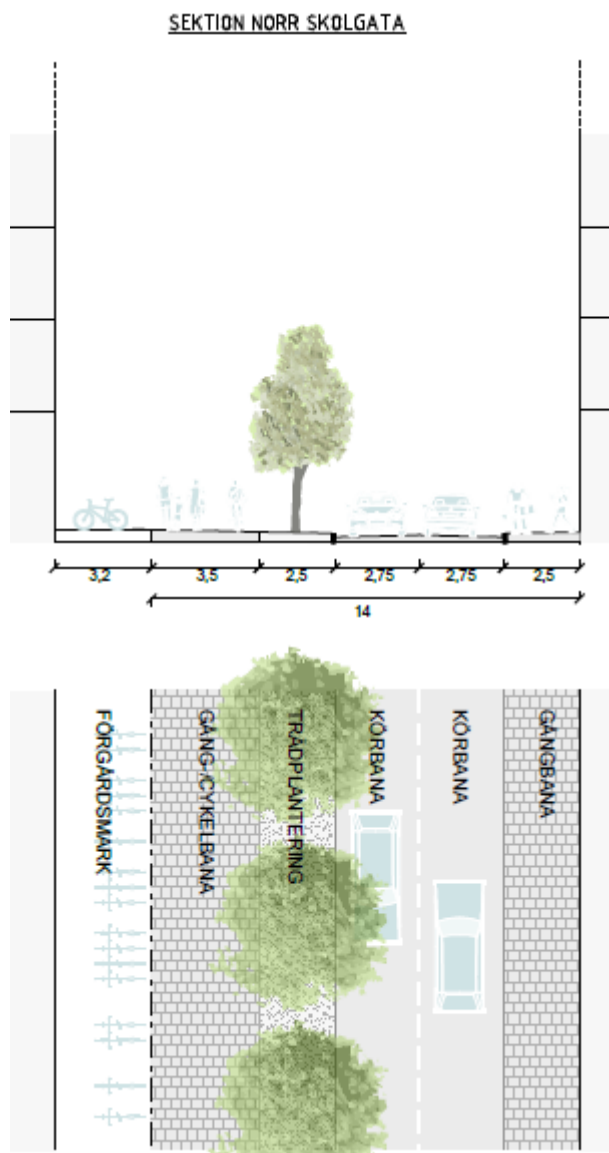 SEKTION NORR SKOLGATA
3,2 3,5 2,5 2,75 2,75 2,5
14
FÖRGÅRDSMARK
GÅNG-/CYKELBANA
TRÄDPLANTERING
KÖRBANA
KÖRBANA
GÅNGBANA